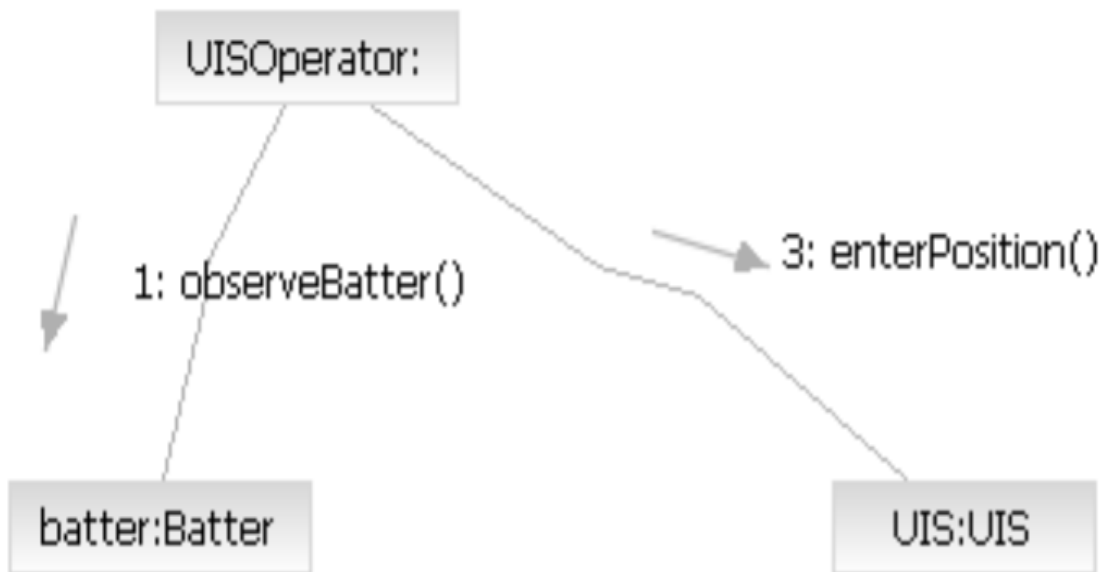 UISOperator:
3: enterPosition()
1: observeBatter()
batter:Batter
UIS:UIS